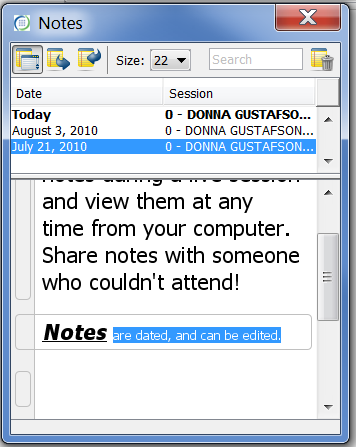 Notes
Size: 22 Search
Date Session
Today 0 - DONNA GUSTAFSON...
August 3, 2010 0 - DONNA GUSTAFSON...
July 21, 2010 0 - DONNA GUSTAFSON...
notes during a live session
and view them at any
time from your computer.
Share notes with someone
who couldn't attend!
Notes are dated, and can be edited.